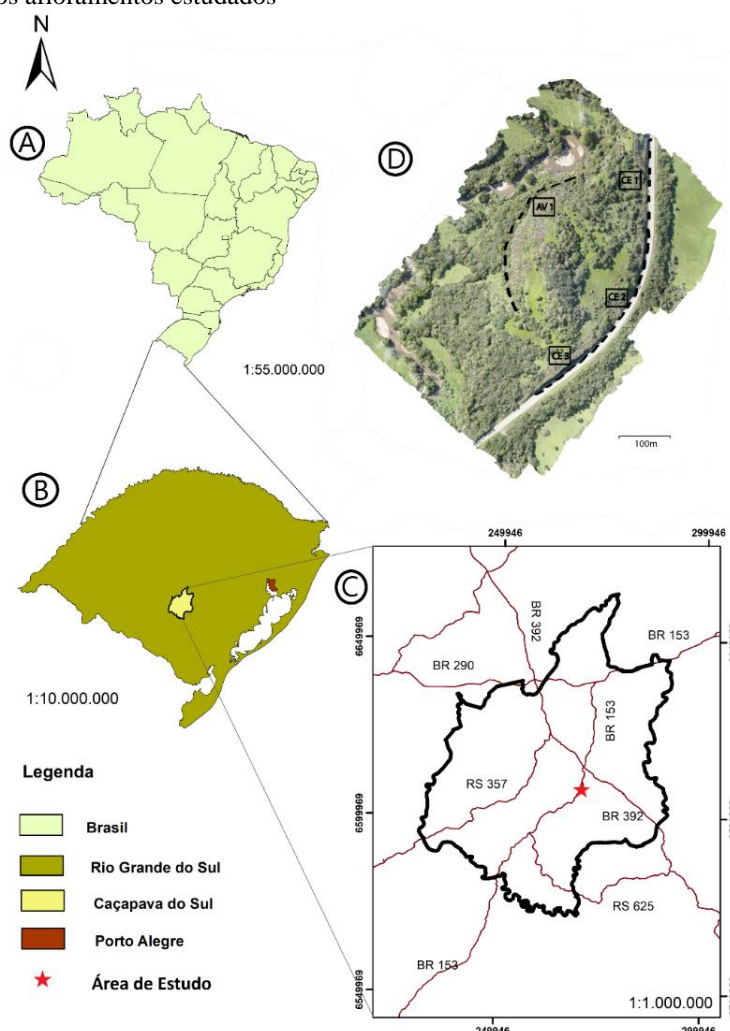 os afloramentos estudados
N
A
D
CE 1
AV 1
CE 2
CE 3
1:55.000.000
100m
B
C
249946
299946
6649969
BR 392
BR 153
BR 290
BR 153
1:10.000.000
RS 357
6599969
BR 392
RS 625
BR 153
6549969
1:1.000.000
249946
299946
Legenda
Brasil
Rio Grande do Sul
Caçapava do Sul
Porto Alegre
Área de Estudo